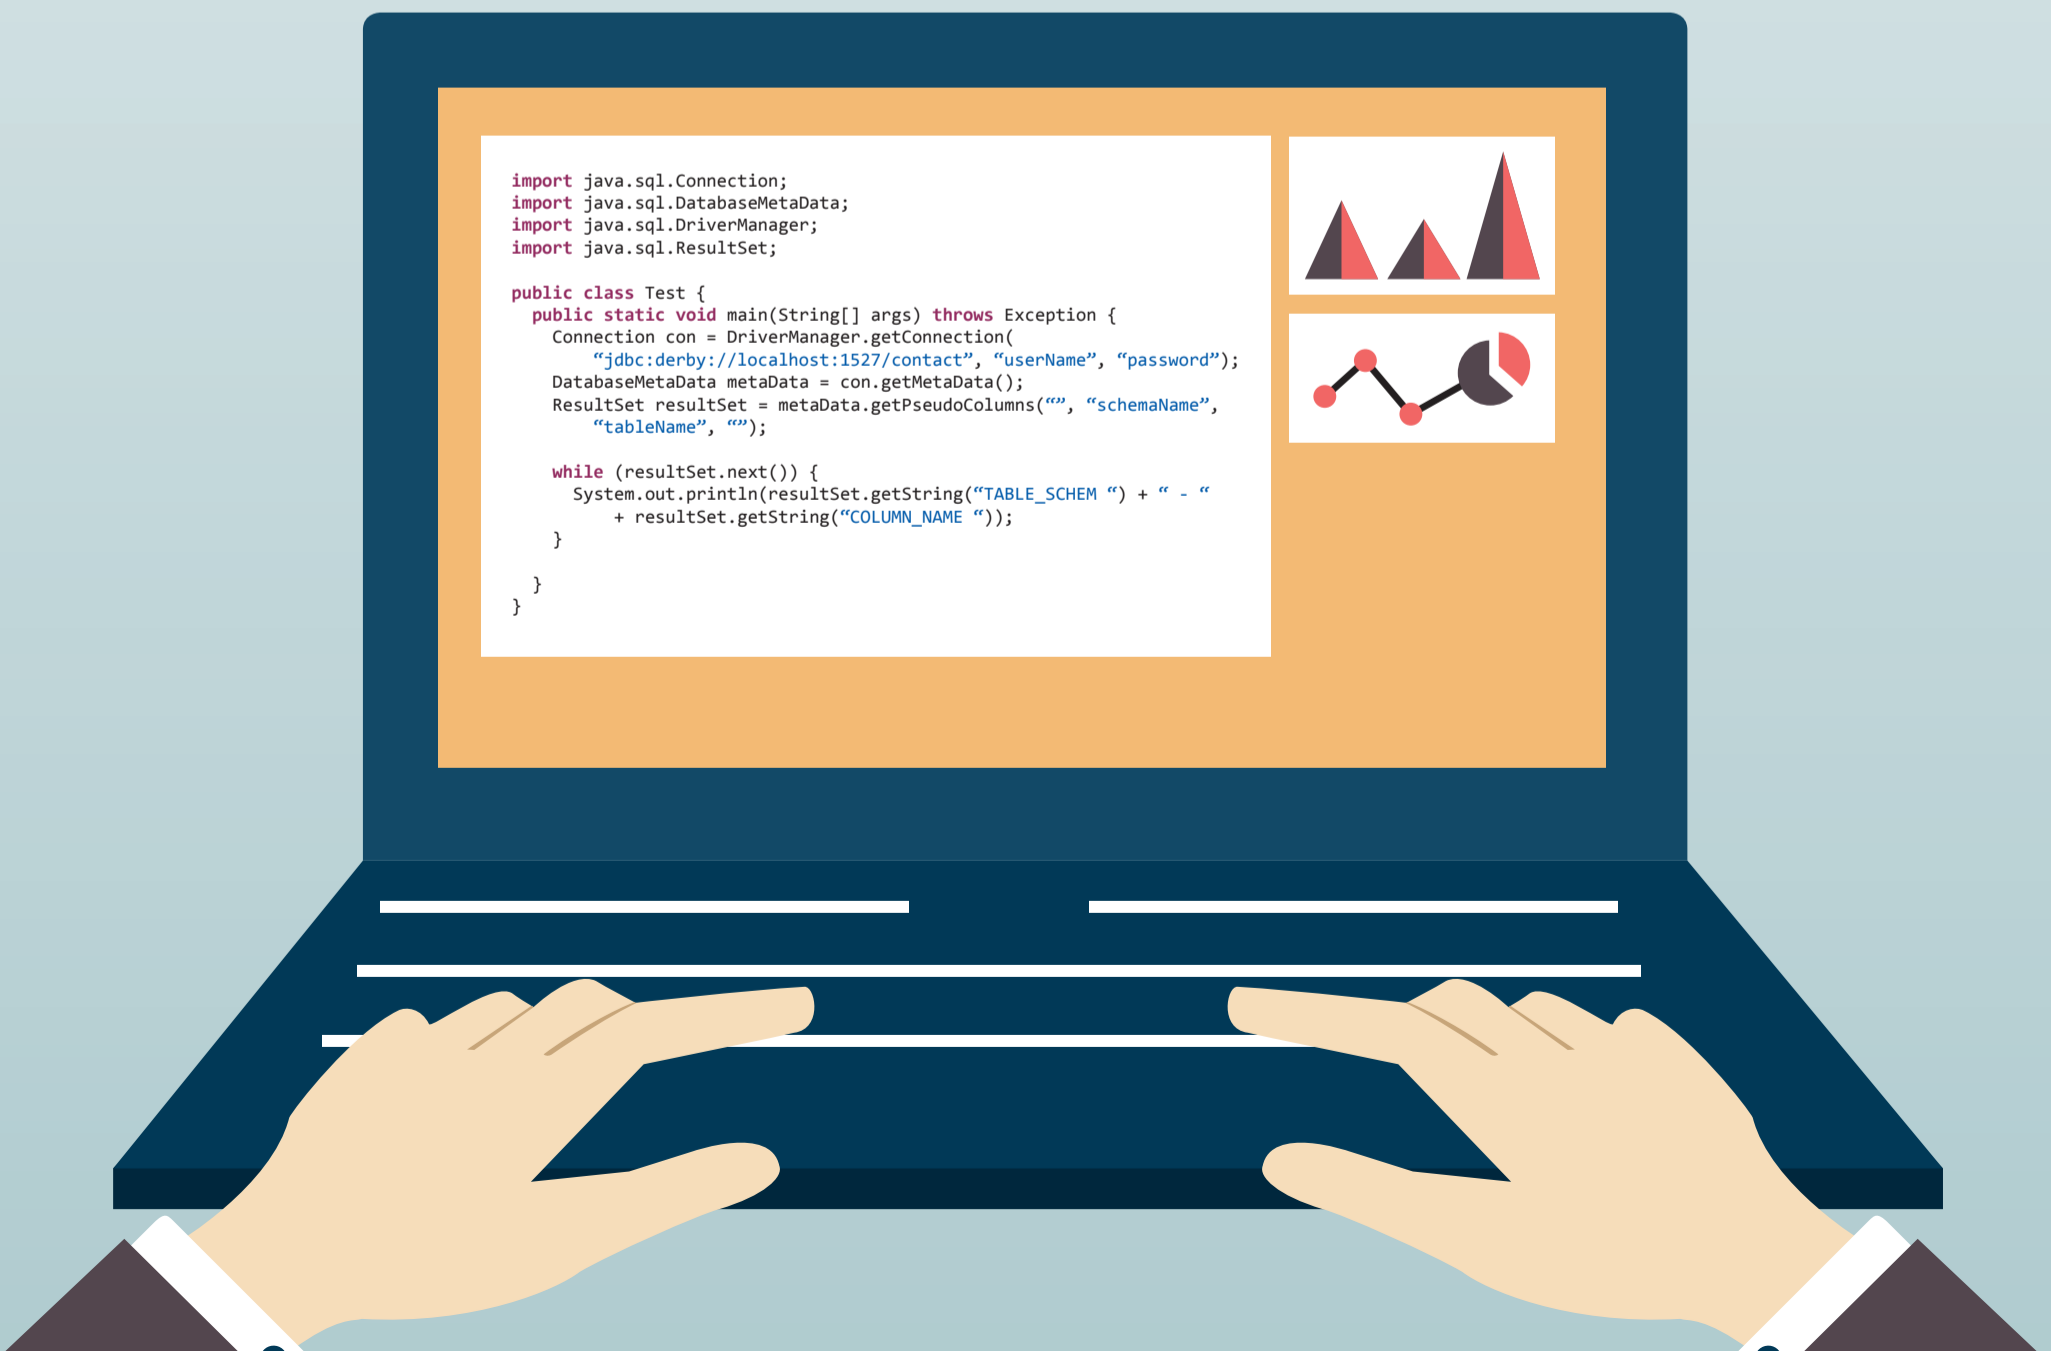 import java.sql.Connection;
import java.sql.DatabaseMetaData;
import java.sql.DriverManager;
import java.sql.ResultSet;
public class Test {
public static void main(String[] args) throws Exception {
Connection con = DriverManager.getConnection(
“jdbc:derby://localhost:1527/contact”, “userName”, “password”);
DatabaseMetaData metaData = con.getMetaData();
ResultSet resultSet = metaData.getPseudoColumns(“”, “schemaName”,
“tableName”, “”);
while (resultSet.next()) {
System.out.println(resultSet.getString(“TABLE_SCHEM “) + “ - “
+ resultSet.getString(“COLUMN_NAME “));
}
}
}